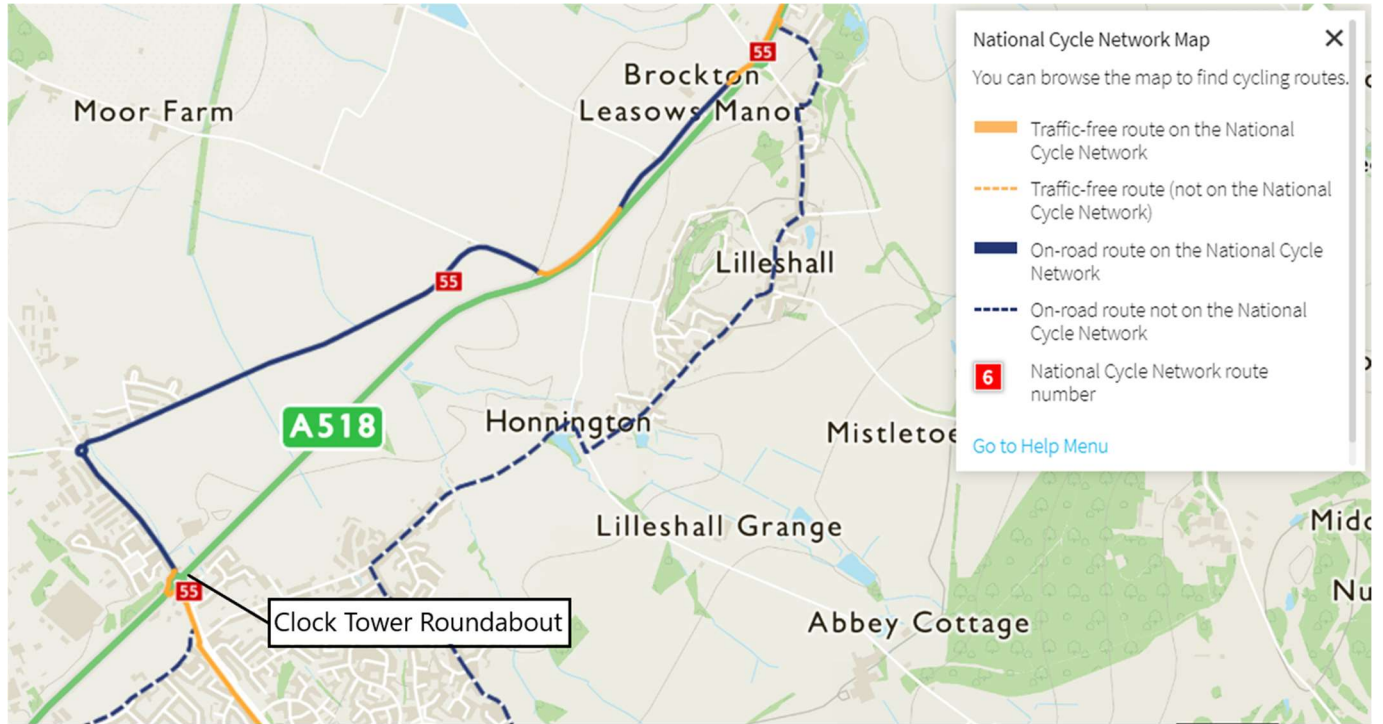 55
Brockton
Leasows Manor
Moor Farm
Lilleshall
55
A518
Honnington
Mistletoe
Lilleshall Grange
Midd
Nu
55
Clock Tower Roundabout
Abbey Cottage
National Cycle Network Map
You can browse the map to find cycling routes.
Traffic-free route on the National
Cycle Network
Traffic-free route (not on the National
Cycle Network)
On-road route on the National Cycle
Network
On-road route not on the National
Cycle Network
6
National Cycle Network route
number
Go to Help Menu